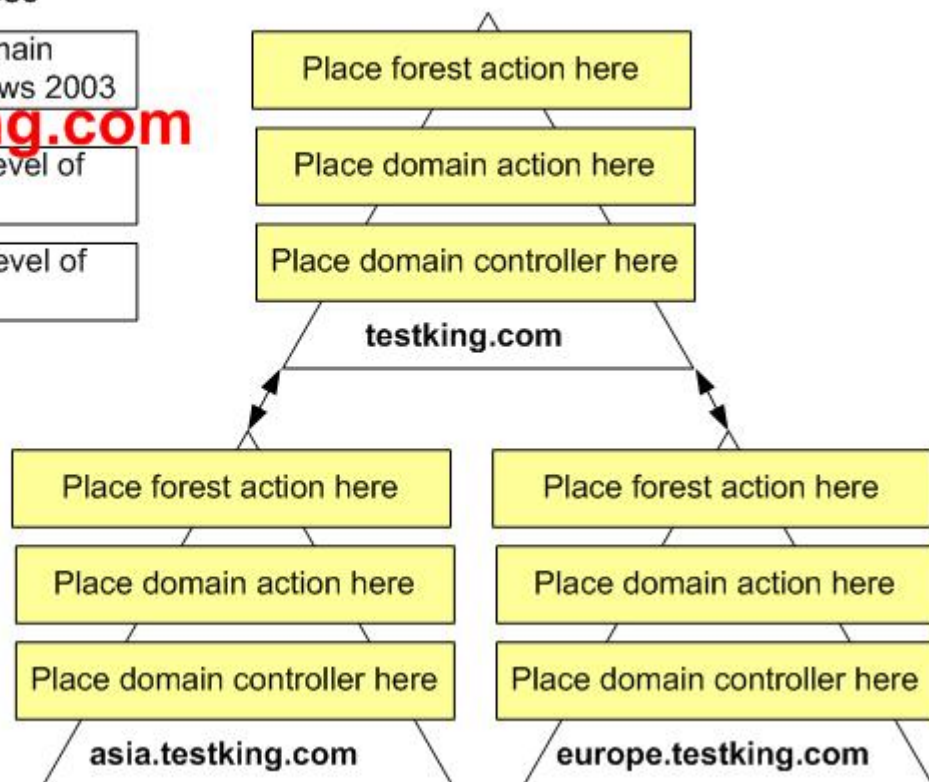 main
ws 2003
ng.com
evel of
evel of
Place forest action here
Place domain action here
Place domain controller here
testking.com
Place forest action here
Place domain action here
Place domain controller here
asia.testking.com
Place forest action here
Place domain action here
Place domain controller here
europe.testking.com